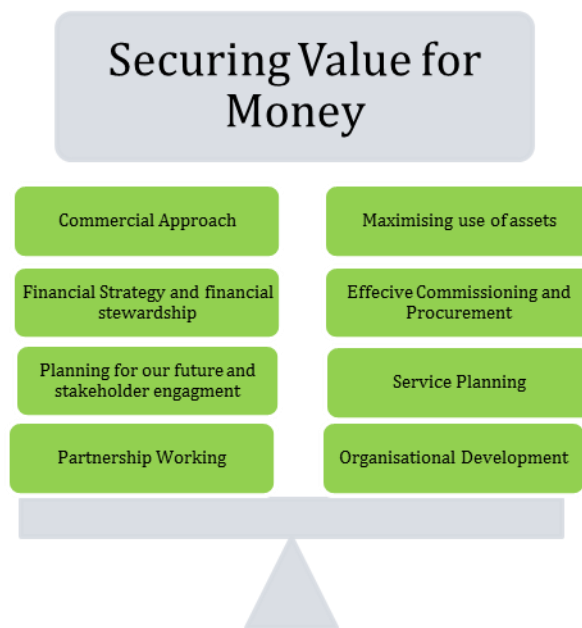 Securing Value for
Money
Commercial Approach
Maximising use of assets
Financial Strategy and financial
stewardship
Effecive Commissioning and
Procurement
Planning for our future and
stakeholder engagment
Service Planning
Partnership Working
Organisational Development